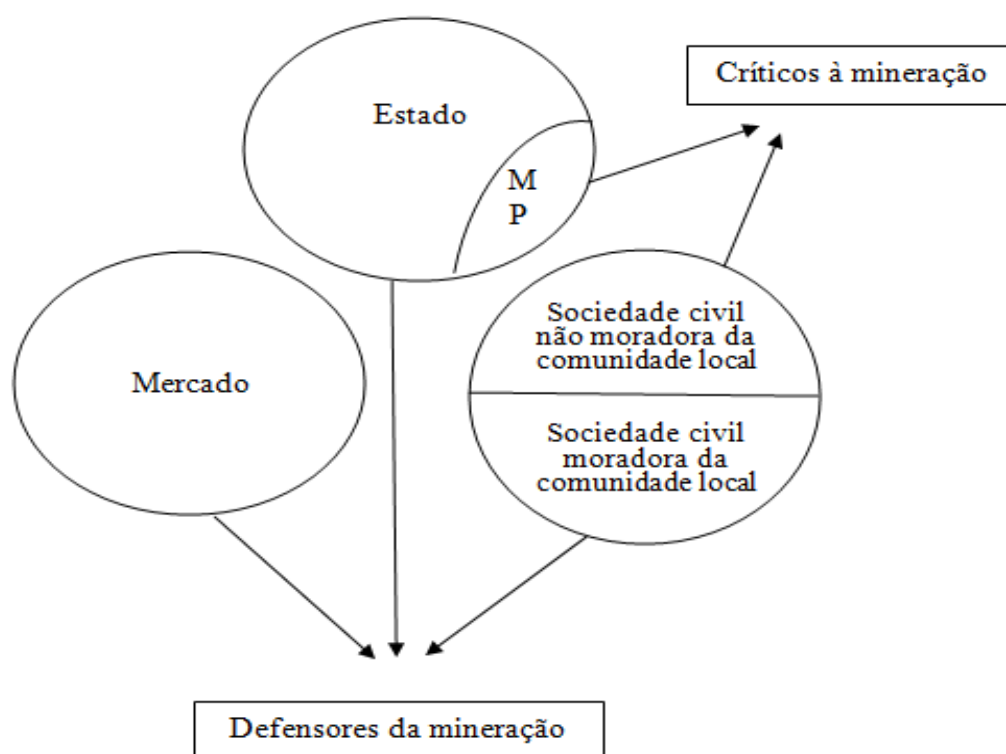 Críticos à mineração
Estado
M
P
Sociedade civil
não moradora da
comunidade local
Mercado
Sociedade civil
moradora da
comunidade local
Defensores da mineração